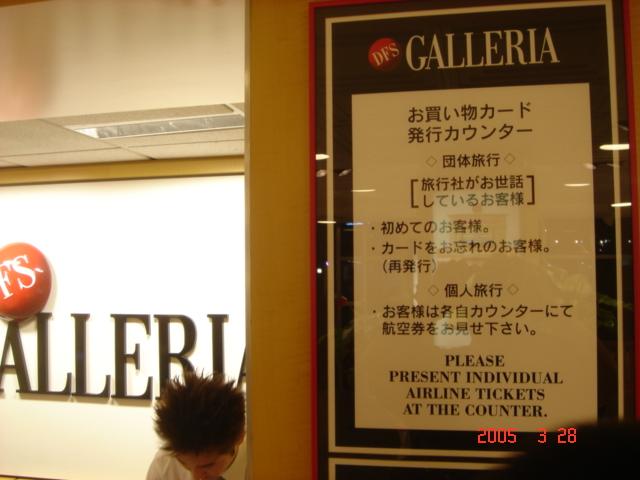 DFS GALLERIA
お買い物カード
発行カウンター
◇ 団体旅行 ◇
[旅行社がお世話
しているお客様]
・初めてのお客様。
・カードをお忘れのお客様。
(再発行)
◇ 個人旅行 ◇
・お客様は各自カウンターにて
航空券をお見せ下さい。
PLEASE
PRESENT INDIVIDUAL
AIRLINE TICKETS
AT THE COUNTER.
FS
ALLERIA
2005 3 28